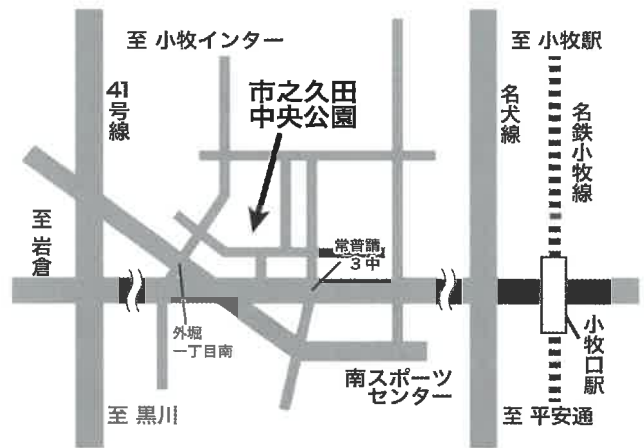 至 小牧インター
至 小牧駅
41号線
市之久田
中央公園
名犬線
名鉄小牧線
至 岩倉
常普請
3中
外堀
一丁目南
小牧口駅
南スポーツ
センター
至 黒川
至 平安通